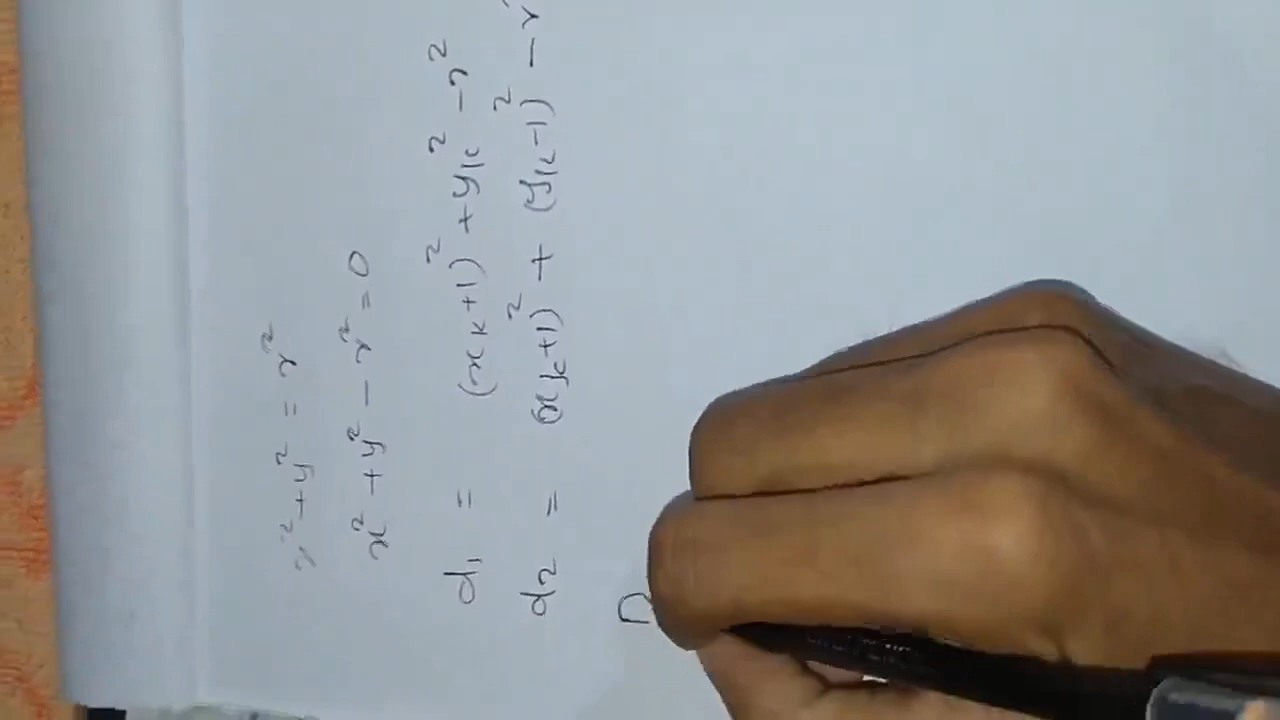 x² + y² = r²
x² + y² - r² = 0
d₁ = (xₖ+1)² + yₖ² - r²
d₂ = (xₖ+1)² + (yₖ-1)² - r
D